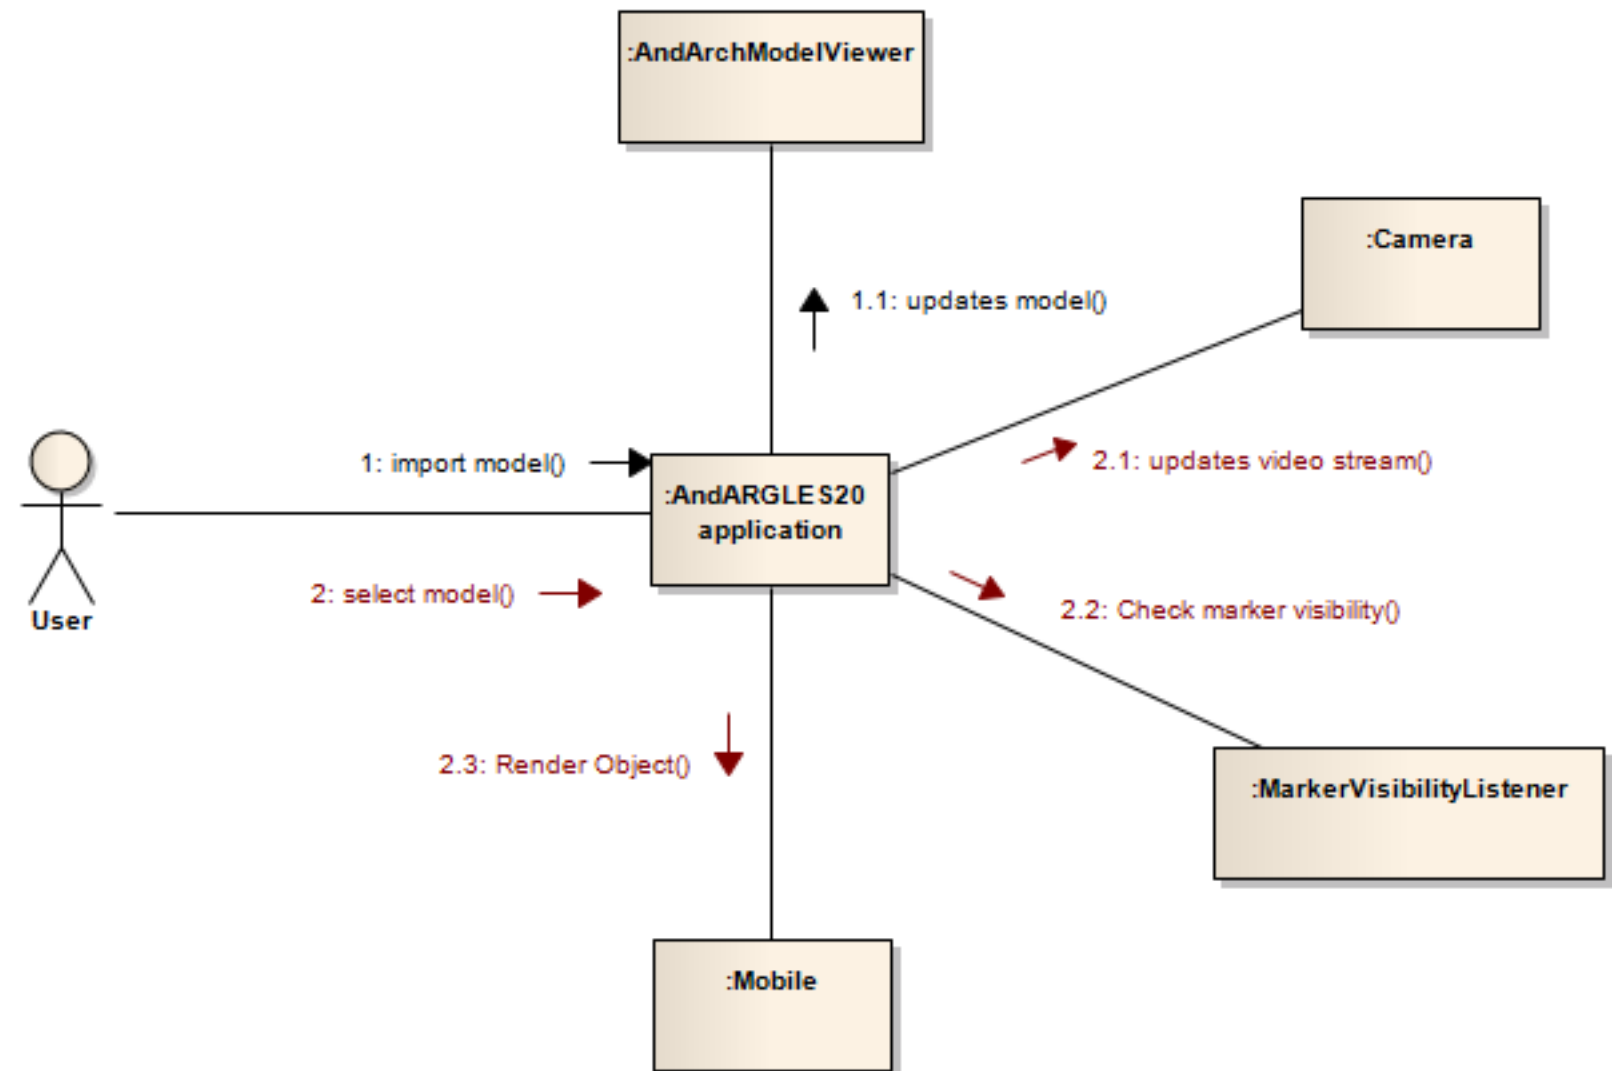 :AndArchModelViewer
:Camera
1.1: updates model()
1: import model()
2.1: updates video stream()
:AndARGLES20
application
2: select model()
User
2.2: Check marker visibility()
2.3: Render Object()
:MarkerVisibilityListener
:Mobile